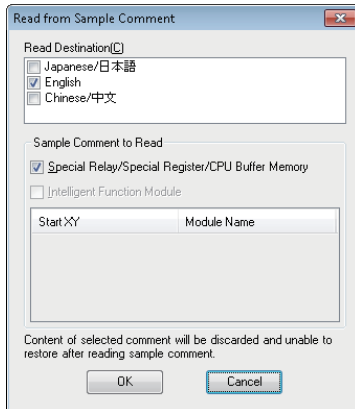 Read from Sample Comment
Read Destination(C)
Japanese/日本語
English
Chinese/中文
Sample Comment to Read
Special Relay/Special Register/CPU Buffer Memory
Intelligent Function Module
Start XY Module Name
Content of selected comment will be discarded and unable to
restore after reading sample comment.
OK Cancel